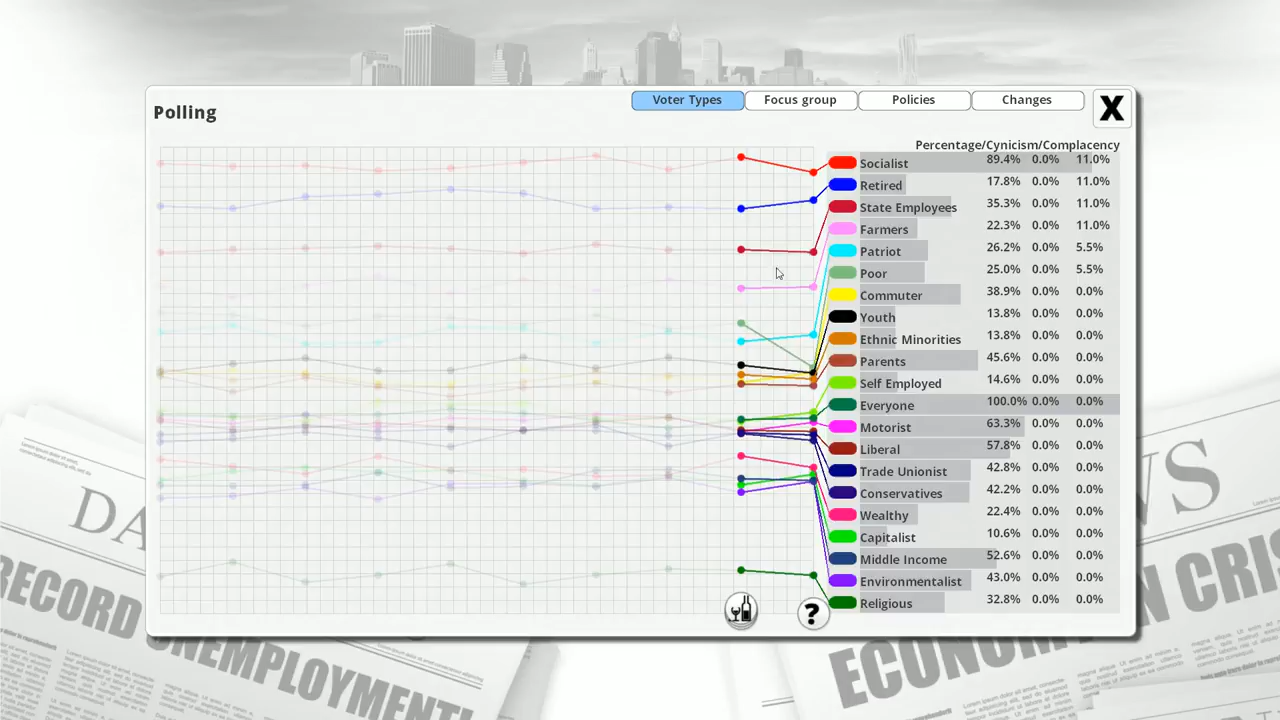 Polling
Voter Types
Focus group
Policies
Changes
X
Percentage/Cynicism/Complacency
Socialist 89.4% 0.0% 11.0%
Retired 17.8% 0.0% 11.0%
State Employees 35.3% 0.0% 11.0%
Farmers 22.3% 0.0% 11.0%
Patriot 26.2% 0.0% 5.5%
Poor 25.0% 0.0% 5.5%
Commuter 38.9% 0.0% 0.0%
Youth 13.8% 0.0% 0.0%
Ethnic Minorities 13.8% 0.0% 0.0%
Parents 45.6% 0.0% 0.0%
Self Employed 14.6% 0.0% 0.0%
Everyone 100.0% 0.0% 0.0%
Motorist 63.3% 0.0% 0.0%
Liberal 57.8% 0.0% 0.0%
Trade Unionist 42.8% 0.0% 0.0%
Conservatives 42.2% 0.0% 0.0%
Wealthy 22.4% 0.0% 0.0%
Capitalist 10.6% 0.0% 0.0%
Middle Income 52.6% 0.0% 0.0%
Environmentalist 43.0% 0.0% 0.0%
Religious 32.8% 0.0% 0.0%
?
DA
WS
RECORD UNEMPLOYMENT!
ECONOM N CRIS